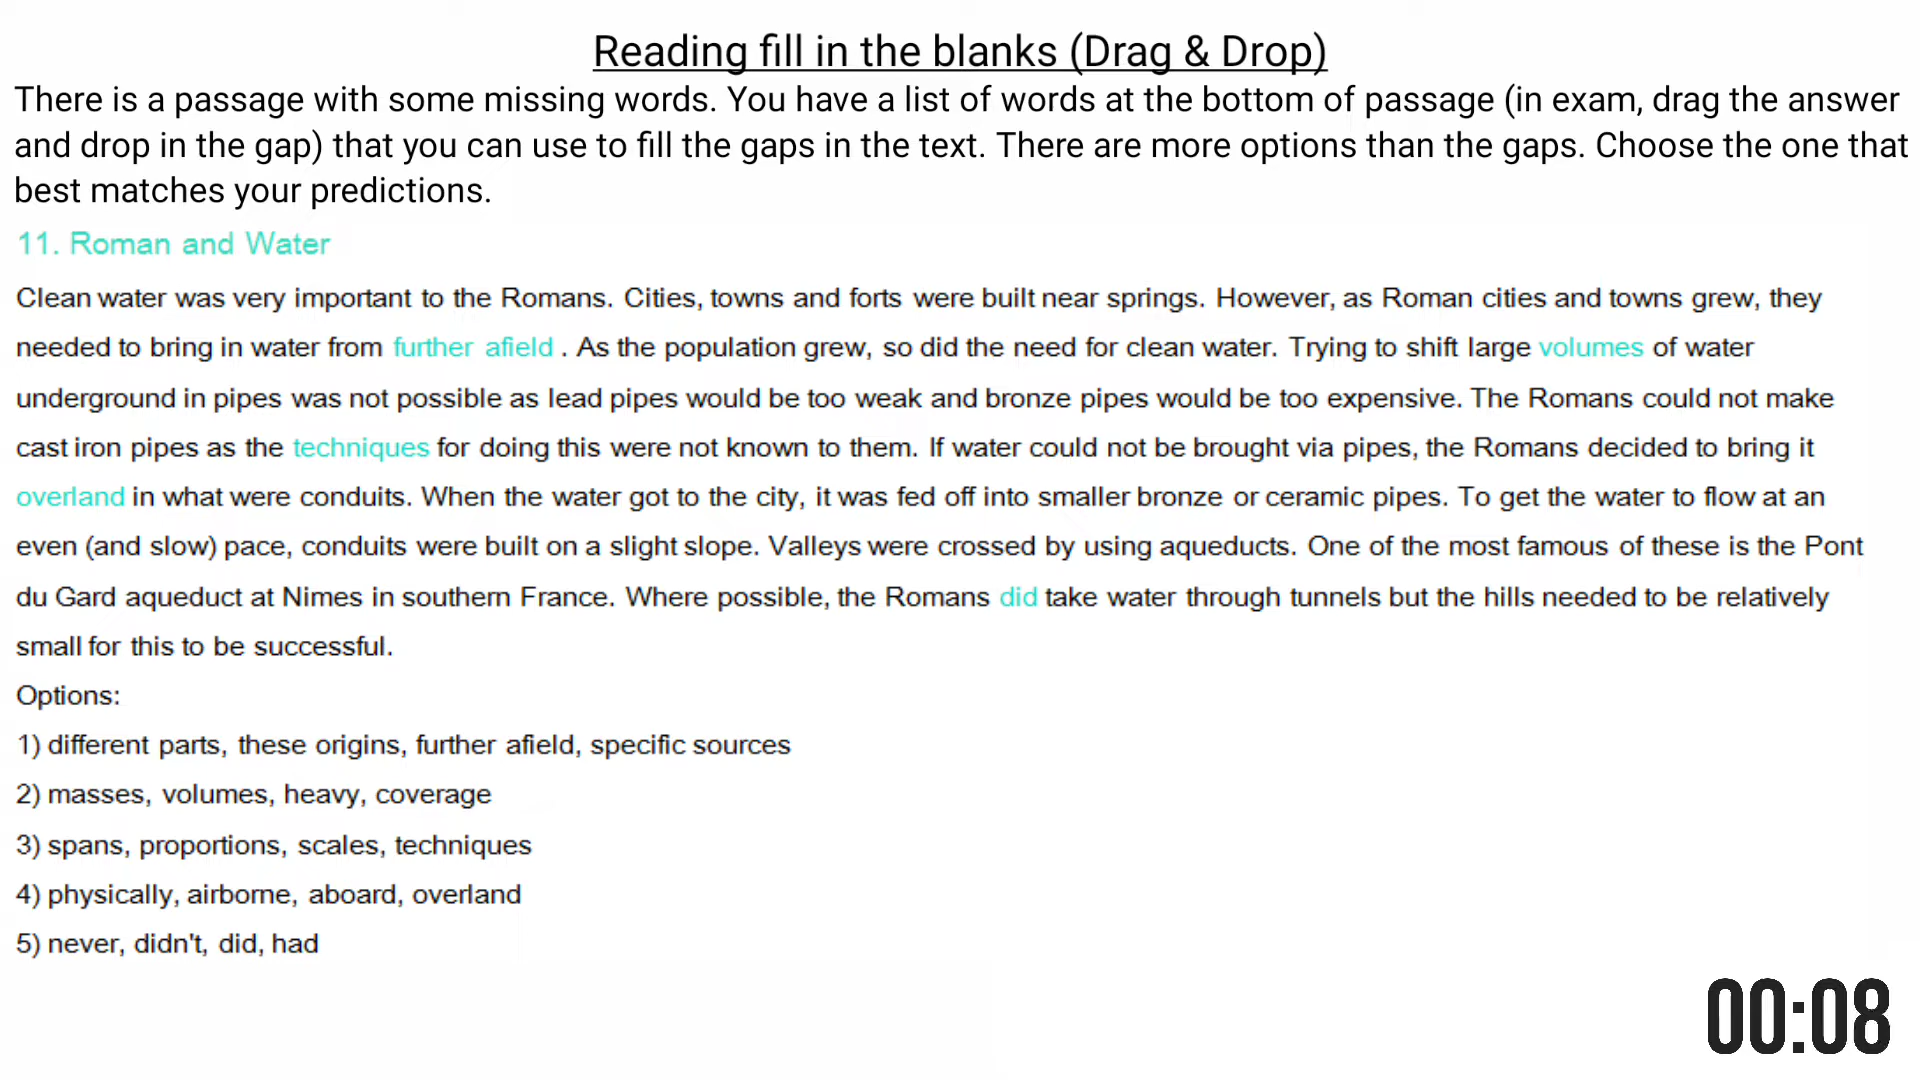 Reading fill in the blanks (Drag & Drop)
There is a passage with some missing words. You have a list of words at the bottom of passage (in exam, drag the answer
and drop in the gap) that you can use to fill the gaps in the text. There are more options than the gaps. Choose the one that
best matches your predictions.
11. Roman and Water
Clean water was very important to the Romans. Cities, towns and forts were built near springs. However, as Roman cities and towns grew, they
needed to bring in water from further afield . As the population grew, so did the need for clean water. Trying to shift large volumes of water
underground in pipes was not possible as lead pipes would be too weak and bronze pipes would be too expensive. The Romans could not make
cast iron pipes as the techniques for doing this were not known to them. If water could not be brought via pipes, the Romans decided to bring it
overland in what were conduits. When the water got to the city, it was fed off into smaller bronze or ceramic pipes. To get the water to flow at an
even (and slow) pace, conduits were built on a slight slope. Valleys were crossed by using aqueducts. One of the most famous of these is the Pont
du Gard aqueduct at Nimes in southern France. Where possible, the Romans did take water through tunnels but the hills needed to be relatively
small for this to be successful.
Options:
1) different parts, these origins, further afield, specific sources
2) masses, volumes, heavy, coverage
3) spans, proportions, scales, techniques
4) physically, airborne, aboard, overland
5) never, didn't, did, had
00:08